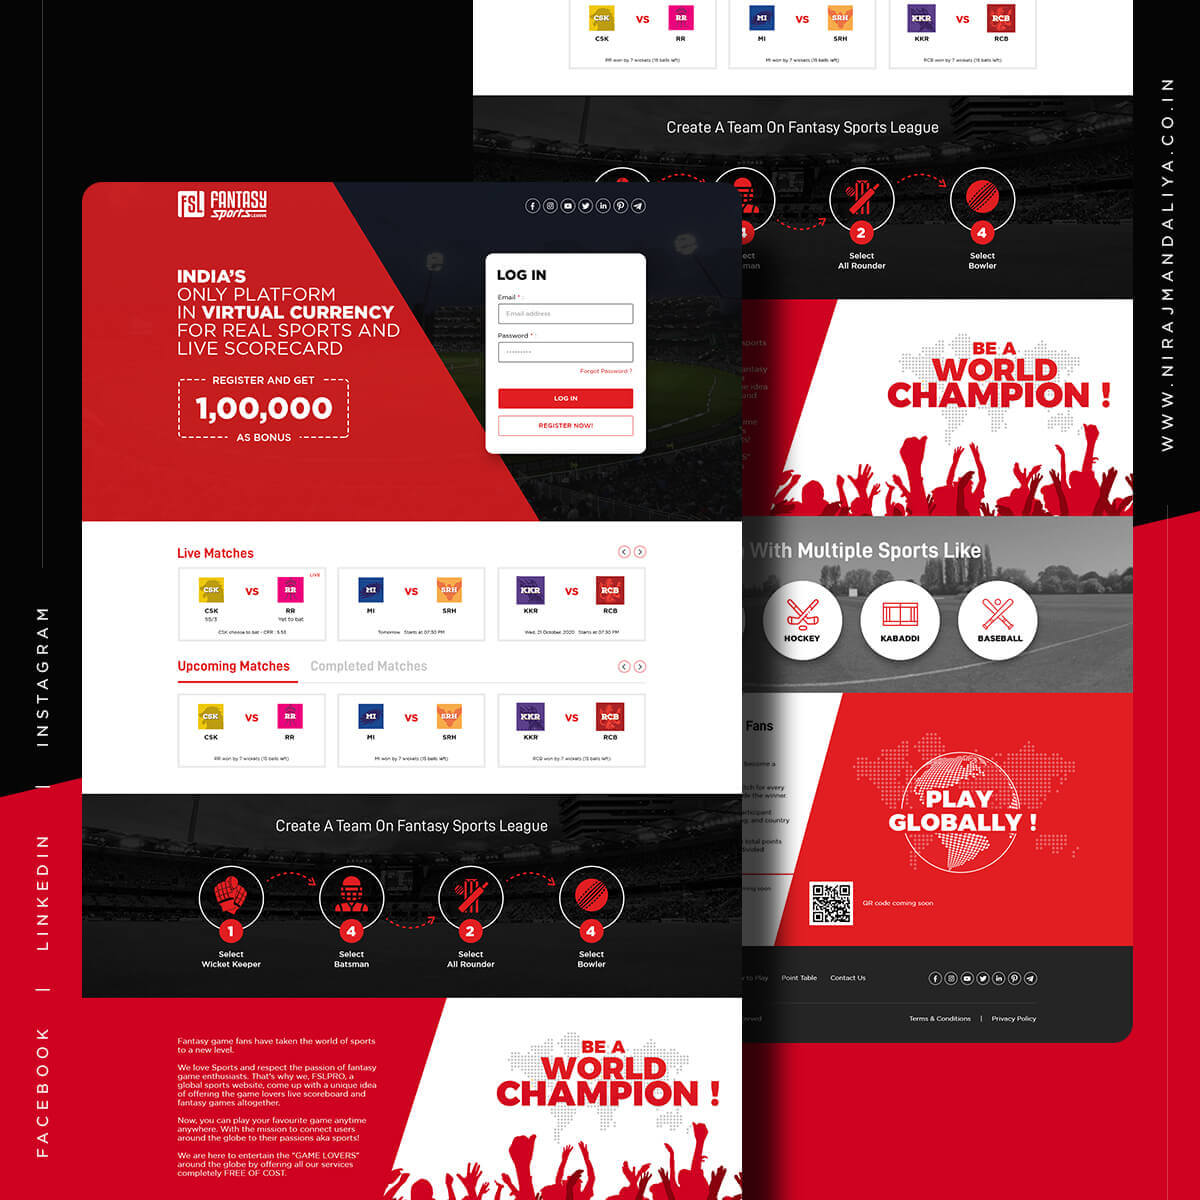 FACEBOOK | LINKEDIN | INSTAGRAM
WWW.NIRAJMANDALIYA.CO.IN
FSL FANTASY
Sports LEAGUE
INDIA'S
ONLY PLATFORM
IN VIRTUAL CURRENCY
FOR REAL SPORTS AND
LIVE SCORECARD
REGISTER AND GET
1,00,000
AS BONUS
LOG IN
Email * :
Email address
Password * :
Forgot Password ?
LOG IN
REGISTER NOW!
Live Matches
LIVE
CSK VS RR
CSK RR
Yet to bat
CSK choose to bat - CRR : 5.53
MI VS SRH
MI SRH
Tomorrow Starts at 07:30 PM
KKR VS RCB
KKR RCB
Wed, 21 October, 2020 Starts at 07:30 PM
Upcoming Matches Completed Matches
CSK VS RR
CSK RR
RR won by 7 wickets (15 balls left)
MI VS SRH
MI SRH
MI won by 7 wickets (15 balls left)
KKR VS RCB
KKR RCB
RCB won by 7 wickets (15 balls left)
Create A Team On Fantasy Sports League
1 4 2 4
Select Select Select Select
Wicket Keeper Batsman All Rounder Bowler
Fantasy game fans have taken the world of sports
to a new level.
We love Sports and respect the passion of fantasy
game enthusiasts. That's why we, FSLPRO, a
global sports website, come up with a unique idea
of offering the game lovers live scoreboard and
fantasy games altogether.
Now, you can play your favourite game anytime
anywhere. With the mission to connect users
around the globe to their passions aka sports!
We are here to entertain the "GAME LOVERS"
around the globe by offering all our services
completely FREE OF COST.
BE A
WORLD
CHAMPION !
CSK VS RR
CSK RR
RR won by 7 wickets (15 balls left)
MI VS SRH
MI SRH
MI won by 7 wickets (15 balls left)
KKR VS RCB
KKR RCB
RCB won by 7 wickets (15 balls left)
Create A Team On Fantasy Sports League
2 4
Select Select
All Rounder Bowler
sports
BE A
WORLD
CHAMPION !
With Multiple Sports Like
HOCKEY KABADDI BASEBALL
Fans
become a
for every
the winner.
and country
total points
PLAY
GLOBALLY !
coming soon
QR code coming soon
to Play Point Table Contact Us
Terms & Conditions | Privacy Policy